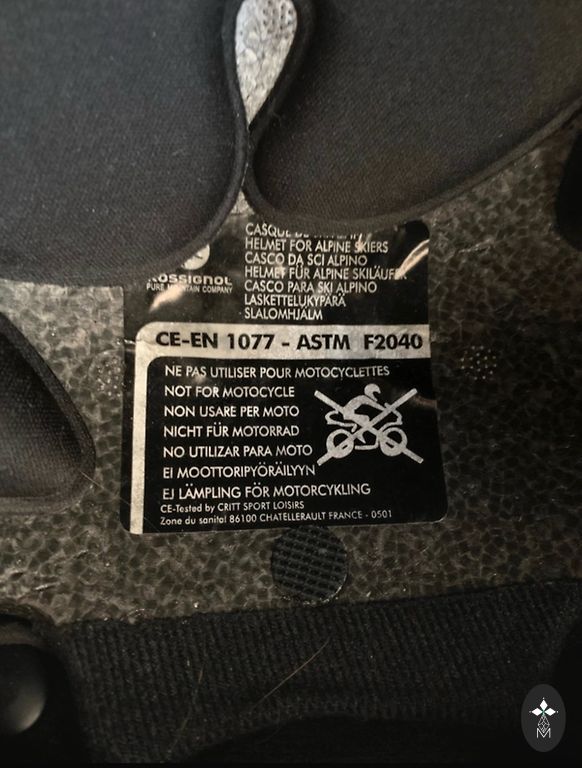 CASQUE DE
HELMET FOR ALPINE SKIERS
CASCO DA SCI ALPINO
HELMET FÜR ALPINE SKILÄUFER
CASCO PARA SKI ALPINO
LASKETTELUKYPÄRÄ
SLALOMHJÄLM
ROSSIGNOL
PURE MOUNTAIN COMPANY
CE-EN 1077 - ASTM F2040
NE PAS UTILISER POUR MOTOCYCLETTES
NOT FOR MOTOCYCLE
NON USARE PER MOTO
NICHT FÜR MOTORRAD
NO UTILIZAR PARA MOTO
EI MOOTTORIPYÖRÄILYYN
EJ LÄMPLING FÖR MOTORCYKLING
CE-Tested by CRITT SPORT LOISIRS
Zone du sanital 86100 CHATELLERAULT FRANCE - 0501
M